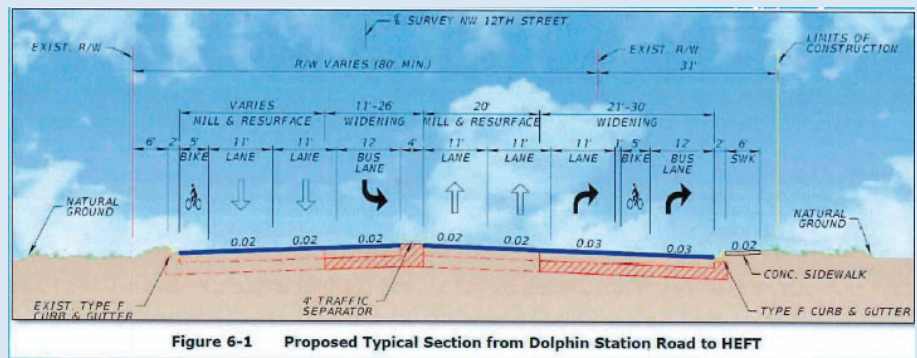 ℄ SURVEY NW 12TH STREET
EXIST. R/W
EXIST. R/W
LIMITS OF
CONSTRUCTION
R/W VARIES (80' MIN.)
31'
VARIES
MILL & RESURFACE
11'-26'
WIDENING
20'
MILL & RESURFACE
21'-30'
WIDENING
6' 2' 5' 11' 11' 12' 4' 11' 11' 11' 1' 5' 12' 2' 6'
BIKE LANE LANE BUS LANE LANE LANE LANE BIKE BUS LANE SWK
NATURAL
GROUND
NATURAL
GROUND
0.02 0.02 0.02 0.02 0.02 0.03 0.03 0.02
EXIST. TYPE F
CURB & GUTTER
4' TRAFFIC
SEPARATOR
CONC. SIDEWALK
TYPE F CURB & GUTTER
Figure 6-1 Proposed Typical Section from Dolphin Station Road to HEFT